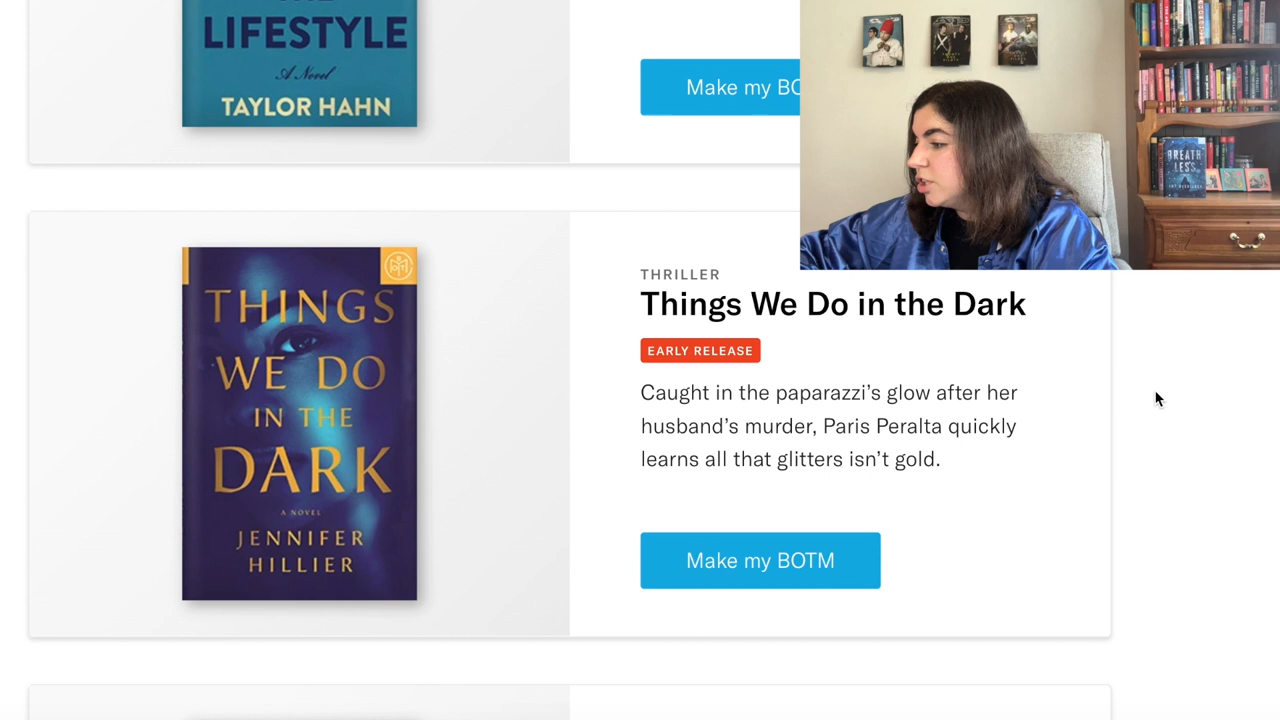 LIFESTYLE
A Novel
TAYLOR HAHN
Make my BO
BREATH
LESS
THRILLER
Things We Do in the Dark
EARLY RELEASE
Caught in the paparazzi’s glow after her
husband’s murder, Paris Peralta quickly
learns all that glitters isn’t gold.
Make my BOTM
THINGS
WE DO
IN THE
DARK
A NOVEL
JENNIFER
HILLIER